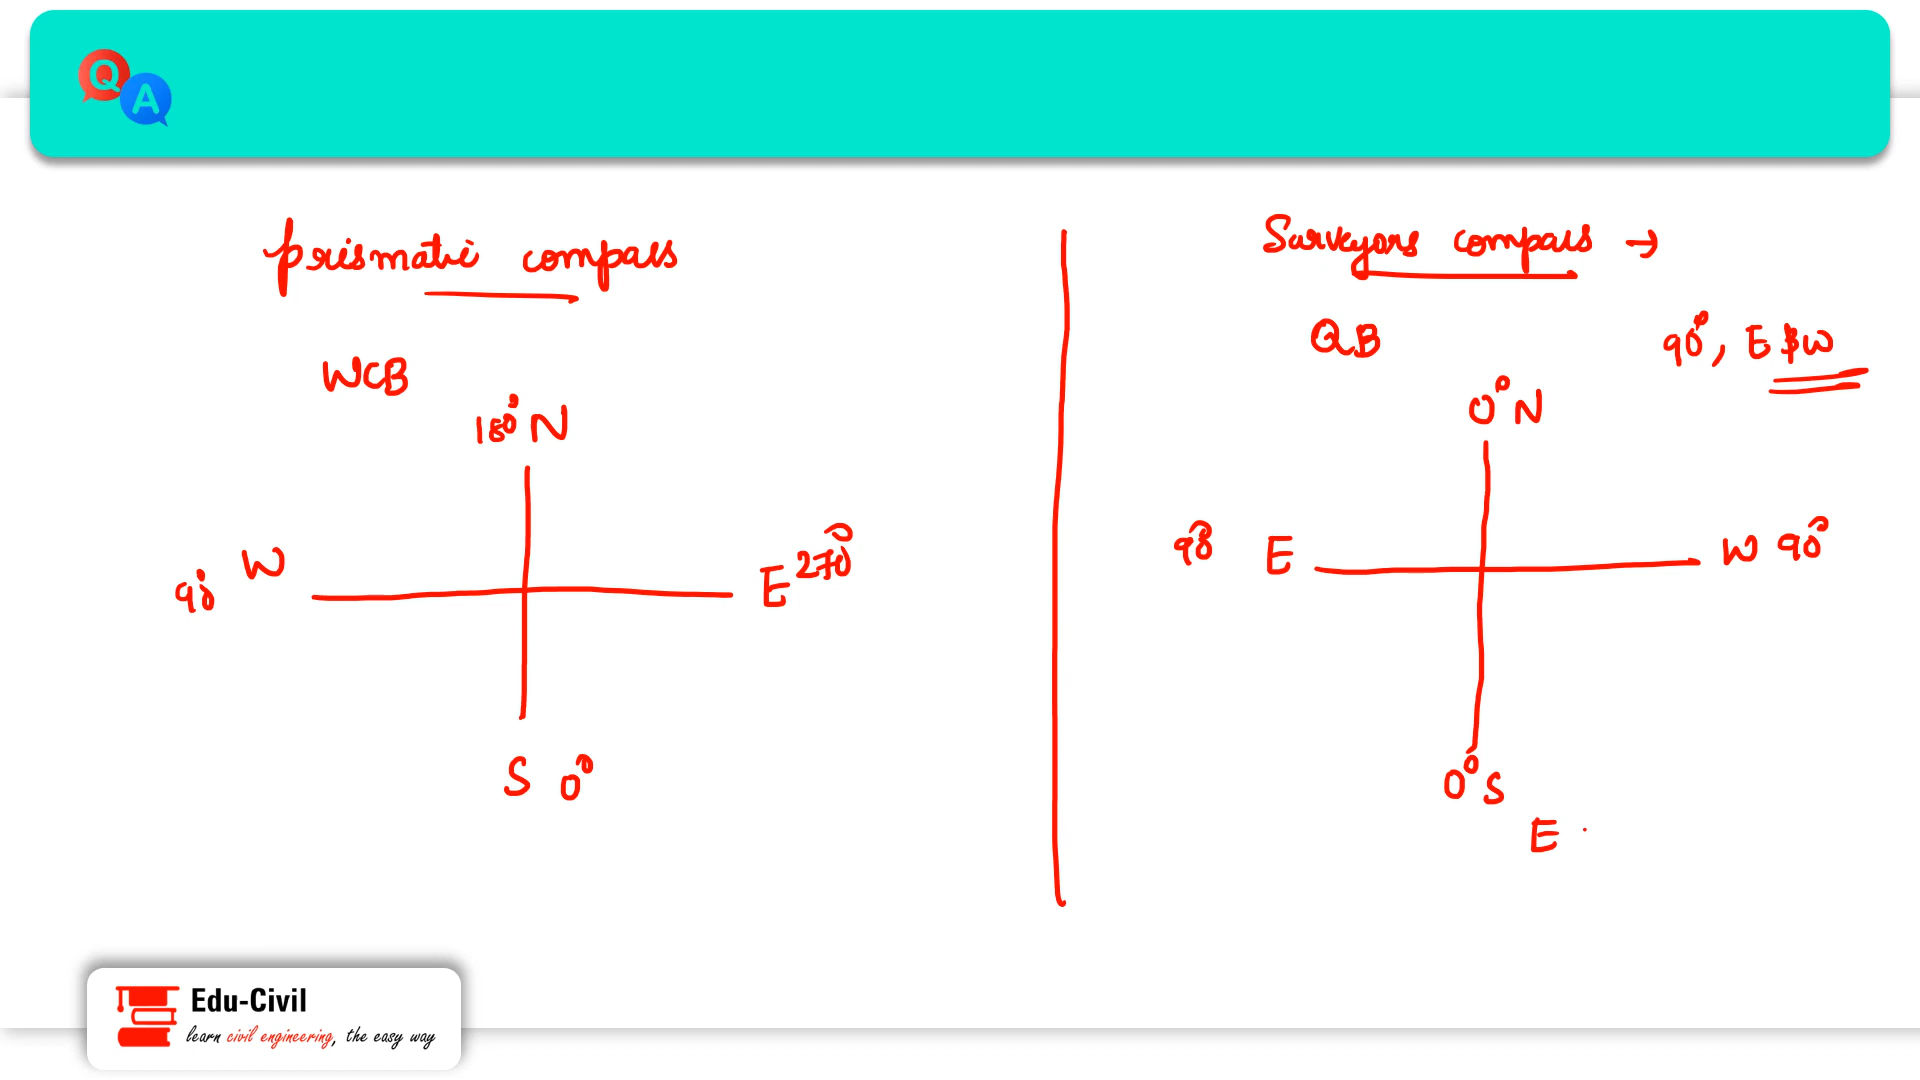 Q
A
prismatic compass
WCB
180° N
90° W
E 270°
S 0°
Surveyors compass →
QB
90°, E & W
0° N
90° E
W 90°
0° S
E
Edu-Civil
learn civil engineering, the easy way